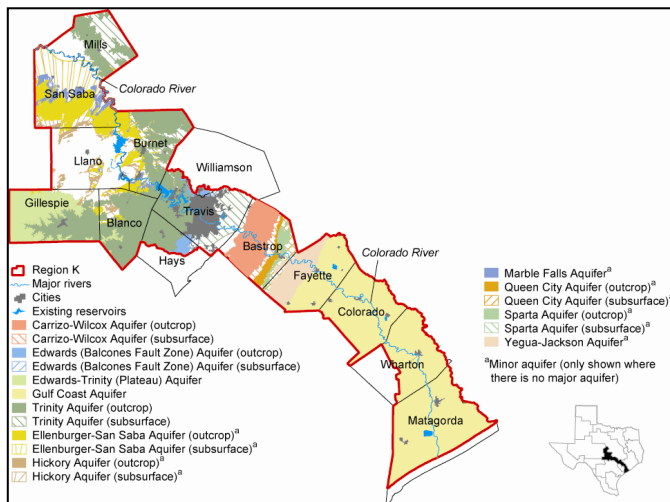 Mills
Colorado River
San Saba
Burnet
Llano
Williamson
Gillespie
Travis
Blanco
Hays
Bastrop
Colorado River
Fayette
Colorado
Wharton
Matagorda
Region K
Major rivers
Cities
Existing reservoirs
Carrizo-Wilcox Aquifer (outcrop)
Carrizo-Wilcox Aquifer (subsurface)
Edwards (Balcones Fault Zone) Aquifer (outcrop)
Edwards (Balcones Fault Zone) Aquifer (subsurface)
Edwards-Trinity (Plateau) Aquifer
Gulf Coast Aquifer
Trinity Aquifer (outcrop)
Trinity Aquifer (subsurface)
Ellenburger-San Saba Aquifer (outcrop)a
Ellenburger-San Saba Aquifer (subsurface)a
Hickory Aquifer (outcrop)a
Hickory Aquifer (subsurface)a
Marble Falls Aquifera
Queen City Aquifer (outcrop)a
Queen City Aquifer (subsurface)a
Sparta Aquifer (outcrop)a
Sparta Aquifer (subsurface)a
Yegua-Jackson Aquifera
aMinor aquifer (only shown where
there is no major aquifer)